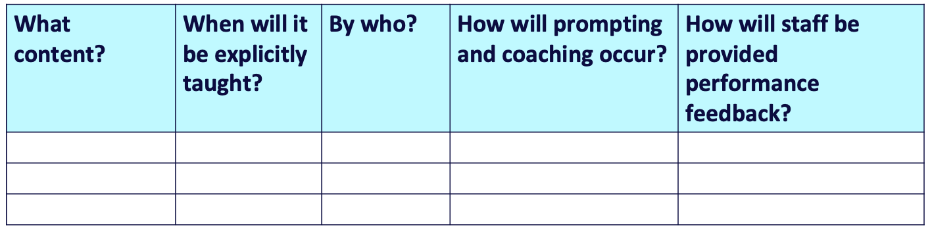 What
content?
When will it
be explicitly
taught?
By who?
How will prompting
and coaching occur?
How will staff be
provided
performance
feedback?